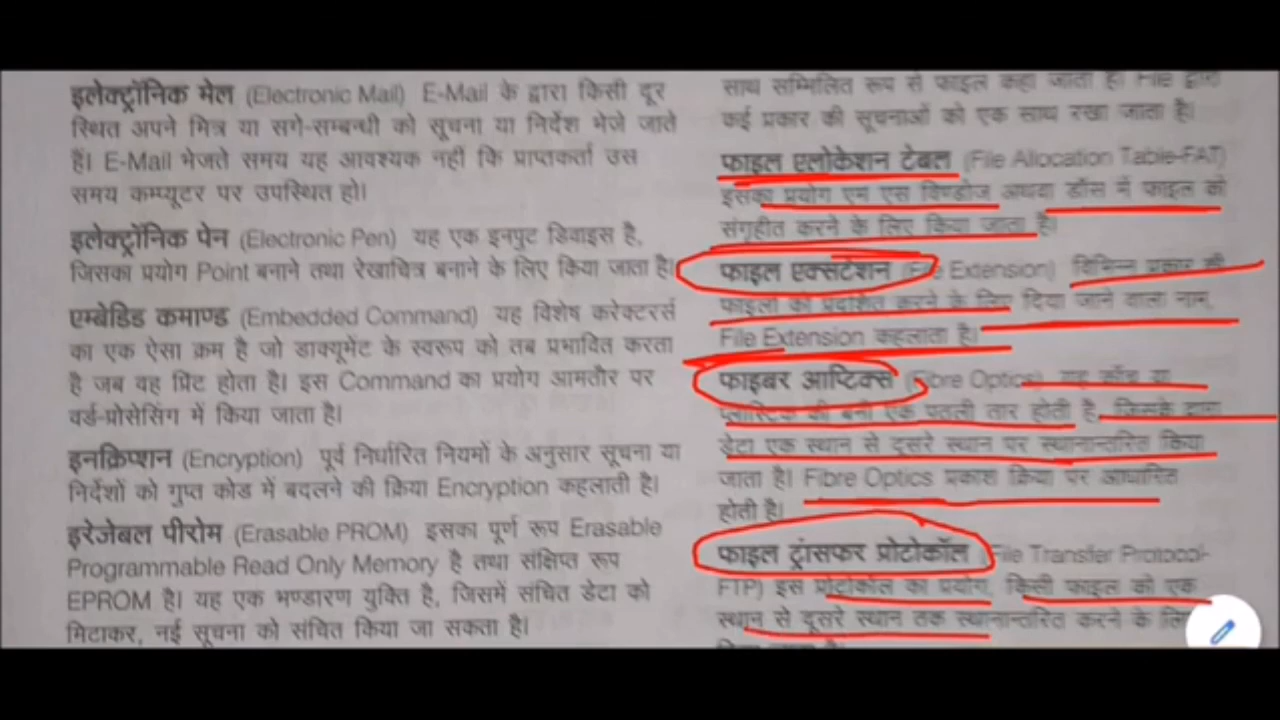 इलेक्ट्रॉनिक मेल (Electronic Mail) E-Mail के द्वारा किसी दूर
स्थित अपने मित्र या सगे-सम्बन्धी को सूचना या निर्देश भेजे जाते
हैं। E-Mail भेजते समय यह आवश्यक नहीं कि प्राप्तकर्ता उस
समय कम्प्यूटर पर उपस्थित हो।
इलेक्ट्रॉनिक पेन (Electronic Pen) यह एक इनपुट डिवाइस है,
जिसका प्रयोग Point बनाने तथा रेखाचित्र बनाने के लिए किया जाता है।
एम्बेडिड कमाण्ड (Embedded Command) यह विशेष करेक्टरर्स
का एक ऐसा क्रम है जो डाक्यूमेंट के स्वरूप को तब प्रभावित करता
है जब वह प्रिंट होता है। इस Command का प्रयोग आमतौर पर
वर्ड-प्रोसेसिंग में किया जाता है।
इनक्रिप्शन (Encryption) पूर्व निर्धारित नियमों के अनुसार सूचना या
निर्देशों को गुप्त कोड में बदलने की क्रिया Encryption कहलाती है।
इरेजेबल पीरोम (Erasable PROM) इसका पूर्ण रूप Erasable
Programmable Read Only Memory है तथा संक्षिप्त रूप
EPROM है। यह एक भण्डारण युक्ति है, जिसमें संचित डेटा को
मिटाकर, नई सूचना को संचित किया जा सकता है।
साथ सम्मिलित रूप से फाइल कहा जाता है। File द्वारा
कई प्रकार की सूचनाओं को एक साथ रखा जाता है।
फाइल एलोकेशन टेबल (File Allocation Table-FAT)
इसका प्रयोग एम एस विण्डोज अथवा डॉस में फाइल को
संगृहीत करने के लिए किया जाता है।
फाइल एक्सटेंशन (File Extension) विभिन्न प्रकार की
फाइलों को प्रदर्शित करने के लिए दिया जाने वाला नाम,
File Extension कहलाता है।
फाइबर आप्टिक्स (Fibre Optics) यह काँच या
प्लास्टिक की बनी एक पतली तार होती है, जिसके द्वारा
डेटा एक स्थान से दूसरे स्थान पर स्थानान्तरित किया
जाता है। Fibre Optics प्रकाश क्रिया पर आधारित
होती है।
फाइल ट्रांसफर प्रोटोकॉल (File Transfer Protocol-
FTP) इस प्रोटोकॉल का प्रयोग, किसी फाइल को एक
स्थान से दूसरे स्थान तक स्थानान्तरित करने के